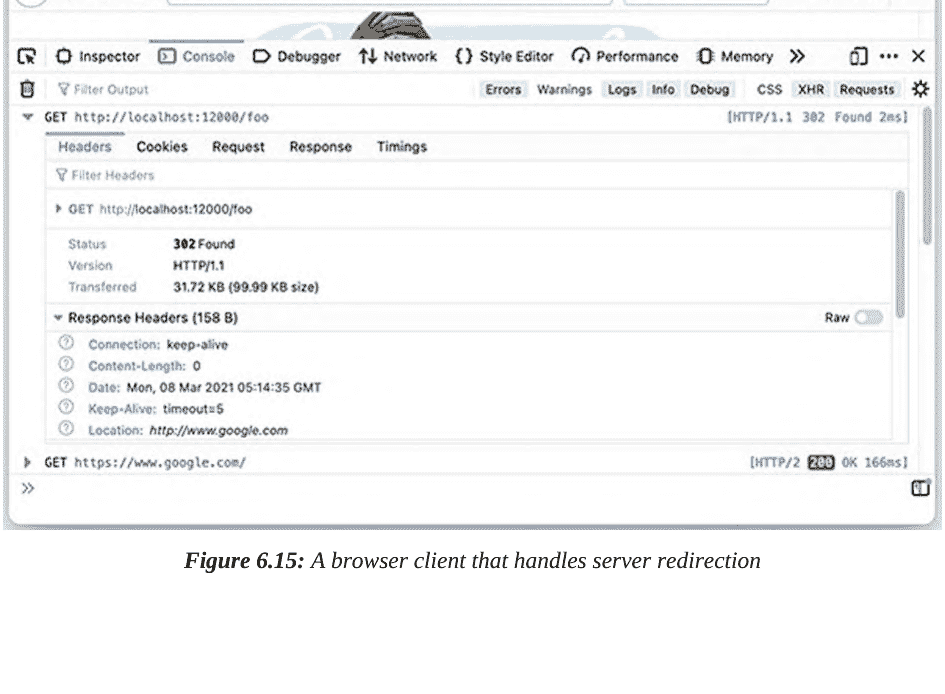 Inspector Console Debugger Network Style Editor Performance Memory
Filter Output Errors Warnings Logs Info Debug CSS XHR Requests
GET http://localhost:12000/foo [HTTP/1.1 302 Found 2ms]
Headers Cookies Request Response Timings
Filter Headers
GET http://localhost:12000/foo
Status 302 Found
Version HTTP/1.1
Transferred 31.72 KB (99.99 KB size)
Response Headers (158 B) Raw
Connection: keep-alive
Content-Length: 0
Date: Mon, 08 Mar 2021 05:14:35 GMT
Keep-Alive: timeout=5
Location: http://www.google.com
GET https://www.google.com/ [HTTP/2 200 OK 166ms]
Figure 6.15: A browser client that handles server redirection